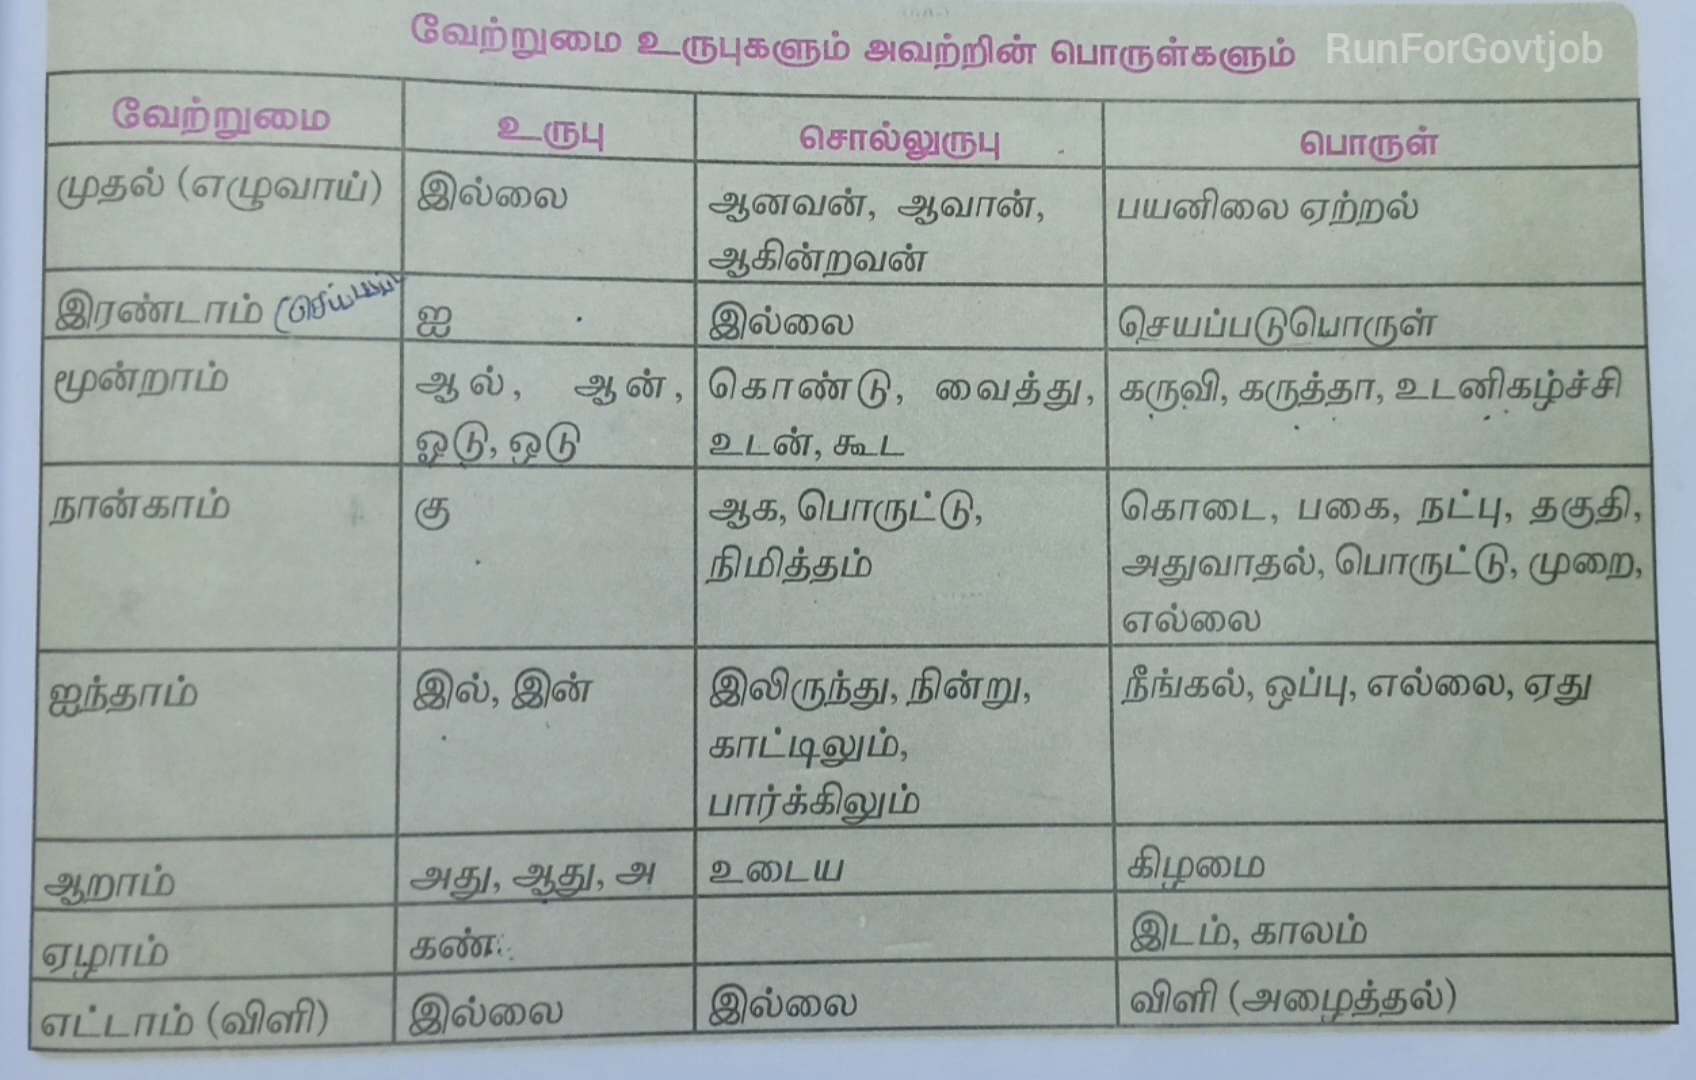 வேற்றுமை உருபுகளும் அவற்றின் பொருள்களும்
RunForGovtjob
வேற்றுமை உருபு சொல்லுருபு பொருள்
முதல் (எழுவாய்) இல்லை ஆனவன், ஆவான், பயனிலை ஏற்றல்
ஆகின்றவன்
இரண்டாம் ஐ இல்லை செயப்படுபொருள்
மூன்றாம் ஆல், ஆன், கொண்டு, வைத்து, கருவி, கருத்தா, உடனிகழ்ச்சி
ஓடு, ஒடு உடன், கூட
நான்காம் கு ஆக, பொருட்டு, கொடை, பகை, நட்பு, தகுதி,
நிமித்தம் அதுவாதல், பொருட்டு, முறை,
எல்லை
ஐந்தாம் இல், இன் இலிருந்து, நின்று, நீங்கல், ஒப்பு, எல்லை, ஏது
காட்டிலும்,
பார்க்கிலும்
ஆறாம் அது, ஆது, அ உடைய கிழமை
ஏழாம் கண் இடம், காலம்
எட்டாம் (விளி) இல்லை இல்லை விளி (அழைத்தல்)